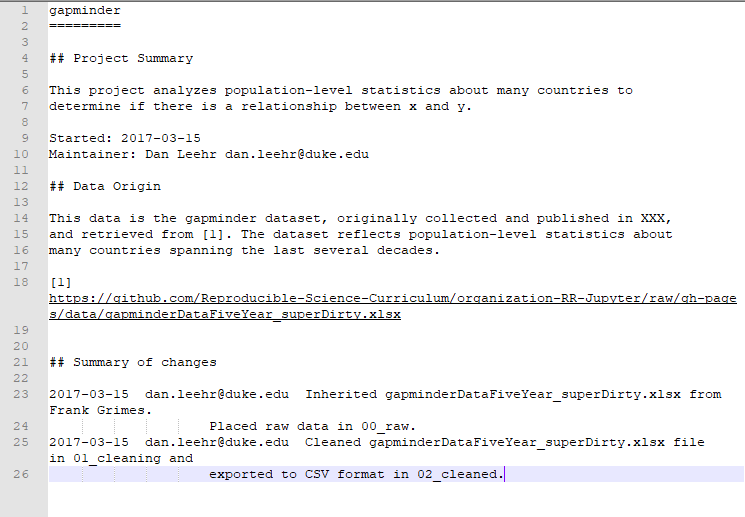 1 gapminder
2 =========
3
4 ## Project Summary
5
6 This project analyzes population-level statistics about many countries to
7 determine if there is a relationship between x and y.
8
9 Started: 2017-03-15
10 Maintainer: Dan Leehr dan.leehr@duke.edu
11
12 ## Data Origin
13
14 This data is the gapminder dataset, originally collected and published in XXX,
15 and retrieved from [1]. The dataset reflects population-level statistics about
16 many countries spanning the last several decades.
17
18 [1]
https://github.com/Reproducible-Science-Curriculum/organization-RR-Jupyter/raw/gh-page
s/data/gapminderDataFiveYear_superDirty.xlsx
19
20
21 ## Summary of changes
22
23 2017-03-15  dan.leehr@duke.edu  Inherited gapminderDataFiveYear_superDirty.xlsx from
Frank Grimes.
24 Placed raw data in 00_raw.
25 2017-03-15  dan.leehr@duke.edu  Cleaned gapminderDataFiveYear_superDirty.xlsx file
in 01_cleaning and
26 exported to CSV format in 02_cleaned.